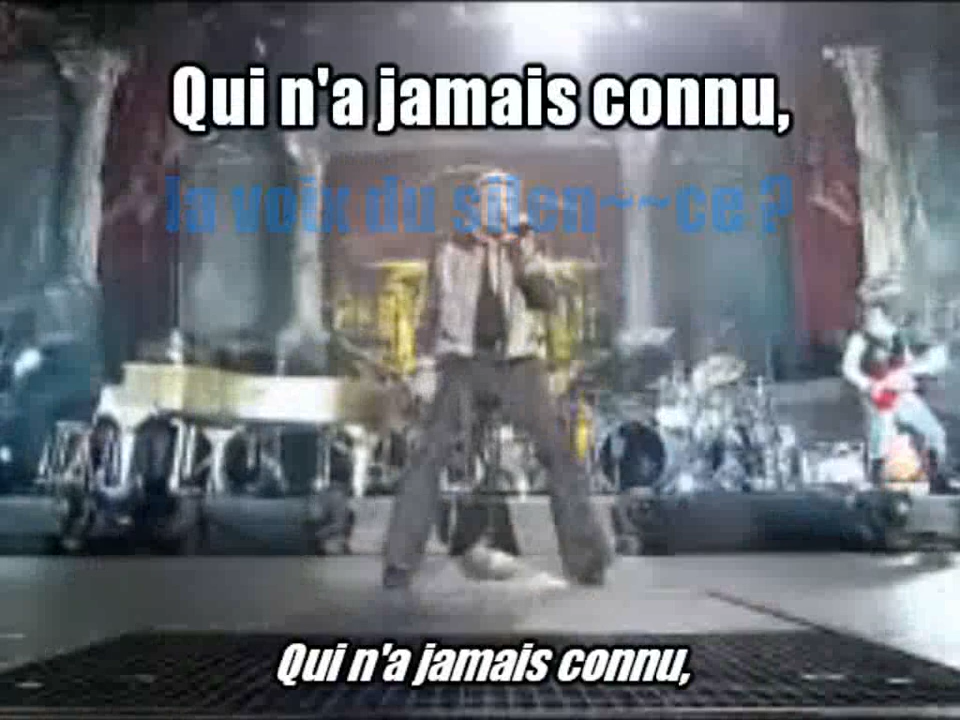 Qui n'a jamais connu,
la voix du silen~~ce ?
Qui n'a jamais connu,